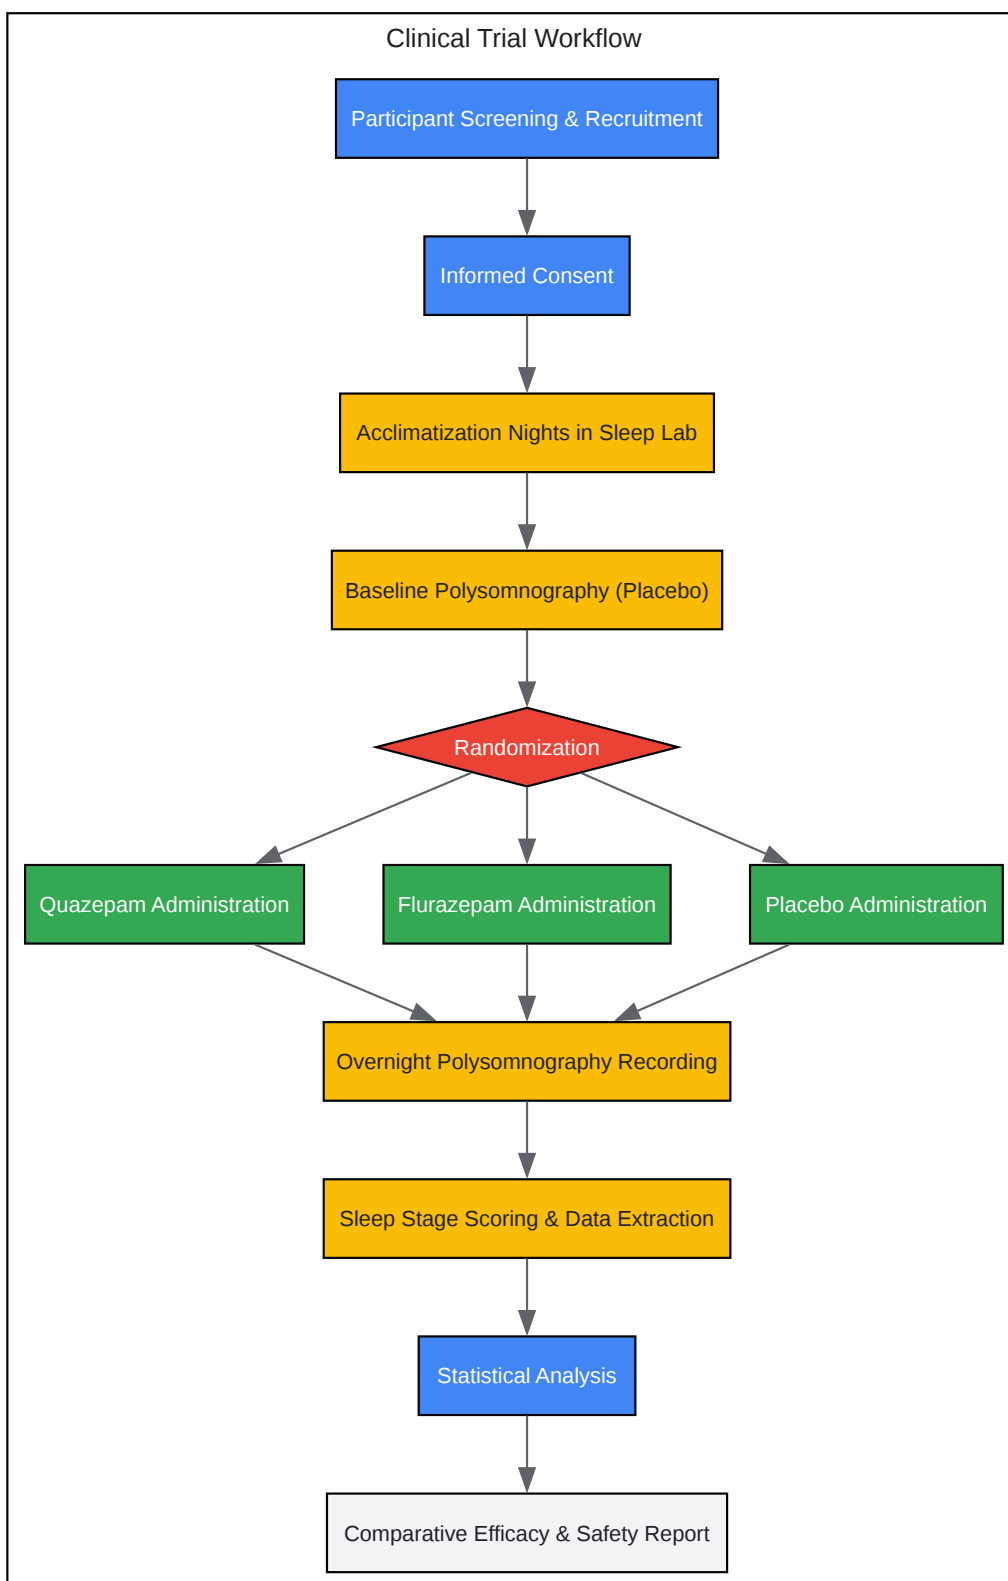 Clinical Trial Workflow
Participant Screening & Recruitment
Informed Consent
Acclimatization Nights in Sleep Lab
Baseline Polysomnography (Placebo)
Randomization
Quazepam Administration
Flurazepam Administration
Placebo Administration
Overnight Polysomnography Recording
Sleep Stage Scoring & Data Extraction
Statistical Analysis
Comparative Efficacy & Safety Report